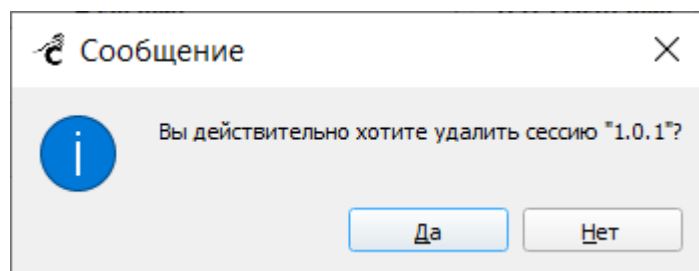 Сообщение
Вы действительно хотите удалить сессию "1.0.1"?
Да
Нет